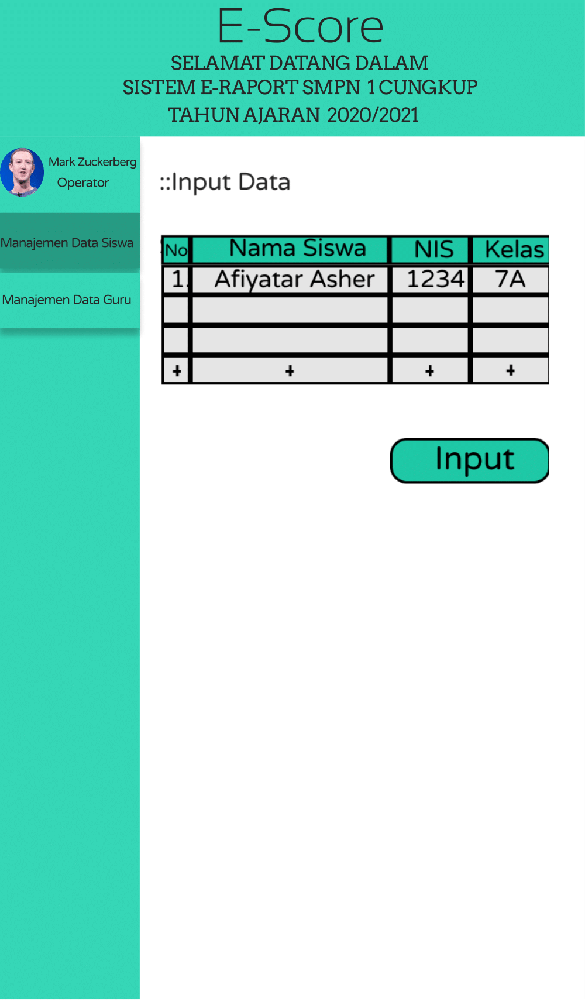 E-Score
SELAMAT DATANG DALAM
SISTEM E-RAPORT SMPN 1 CUNGKUP
TAHUN AJARAN 2020/2021
Mark Zuckerberg
Operator
Manajemen Data Siswa
Manajemen Data Guru
::Input Data
No Nama Siswa NIS Kelas
1. Afiyatar Asher 1234 7A
+ + + +
Input